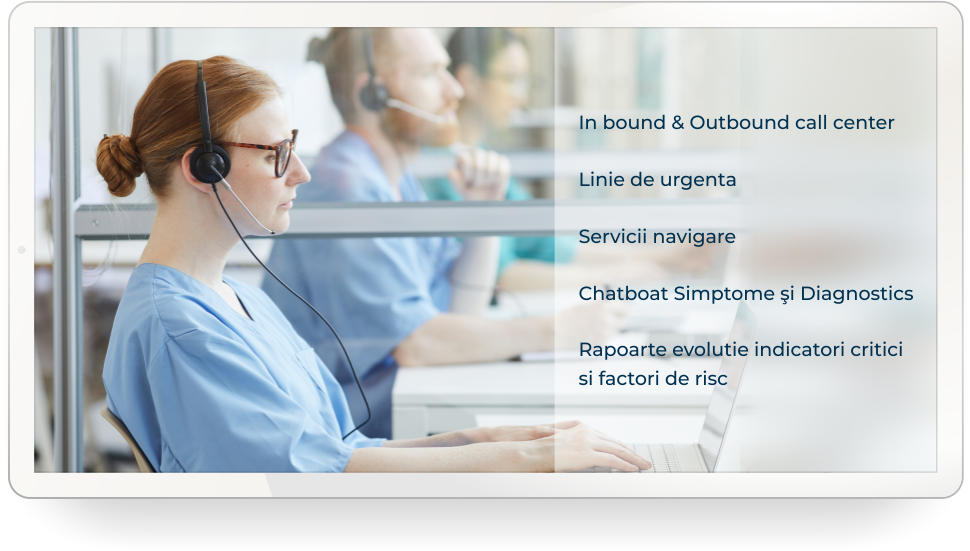 In bound & Outbound call center
Linie de urgenta
Servicii navigare
Chatboat Simptome şi Diagnostics
Rapoarte evolutie indicatori critici
si factori de risc